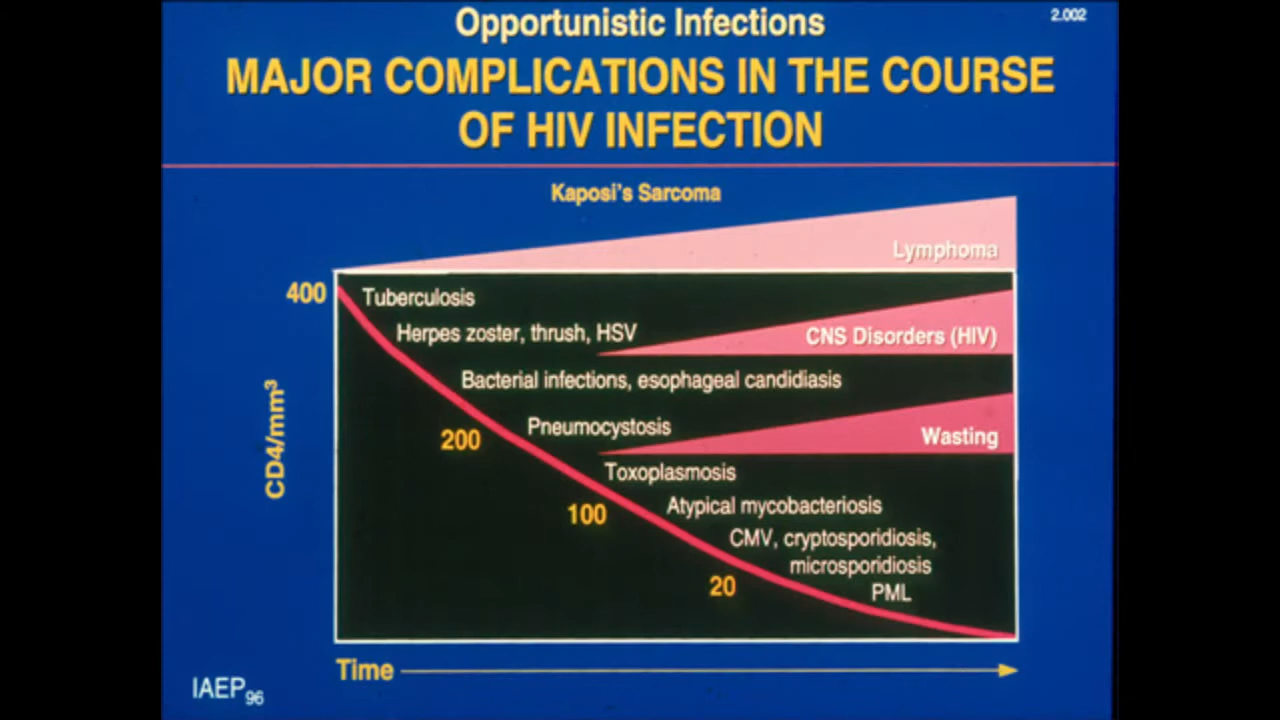 Opportunistic Infections
2.002
MAJOR COMPLICATIONS IN THE COURSE
OF HIV INFECTION
Kaposi's Sarcoma
Lymphoma
400
Tuberculosis
Herpes zoster, thrush, HSV
CNS Disorders (HIV)
Bacterial infections, esophageal candidiasis
CD4/mm³
Pneumocystosis
200
Wasting
Toxoplasmosis
Atypical mycobacteriosis
100
CMV, cryptosporidiosis,
microsporidiosis
20
PML
Time
IAEP96